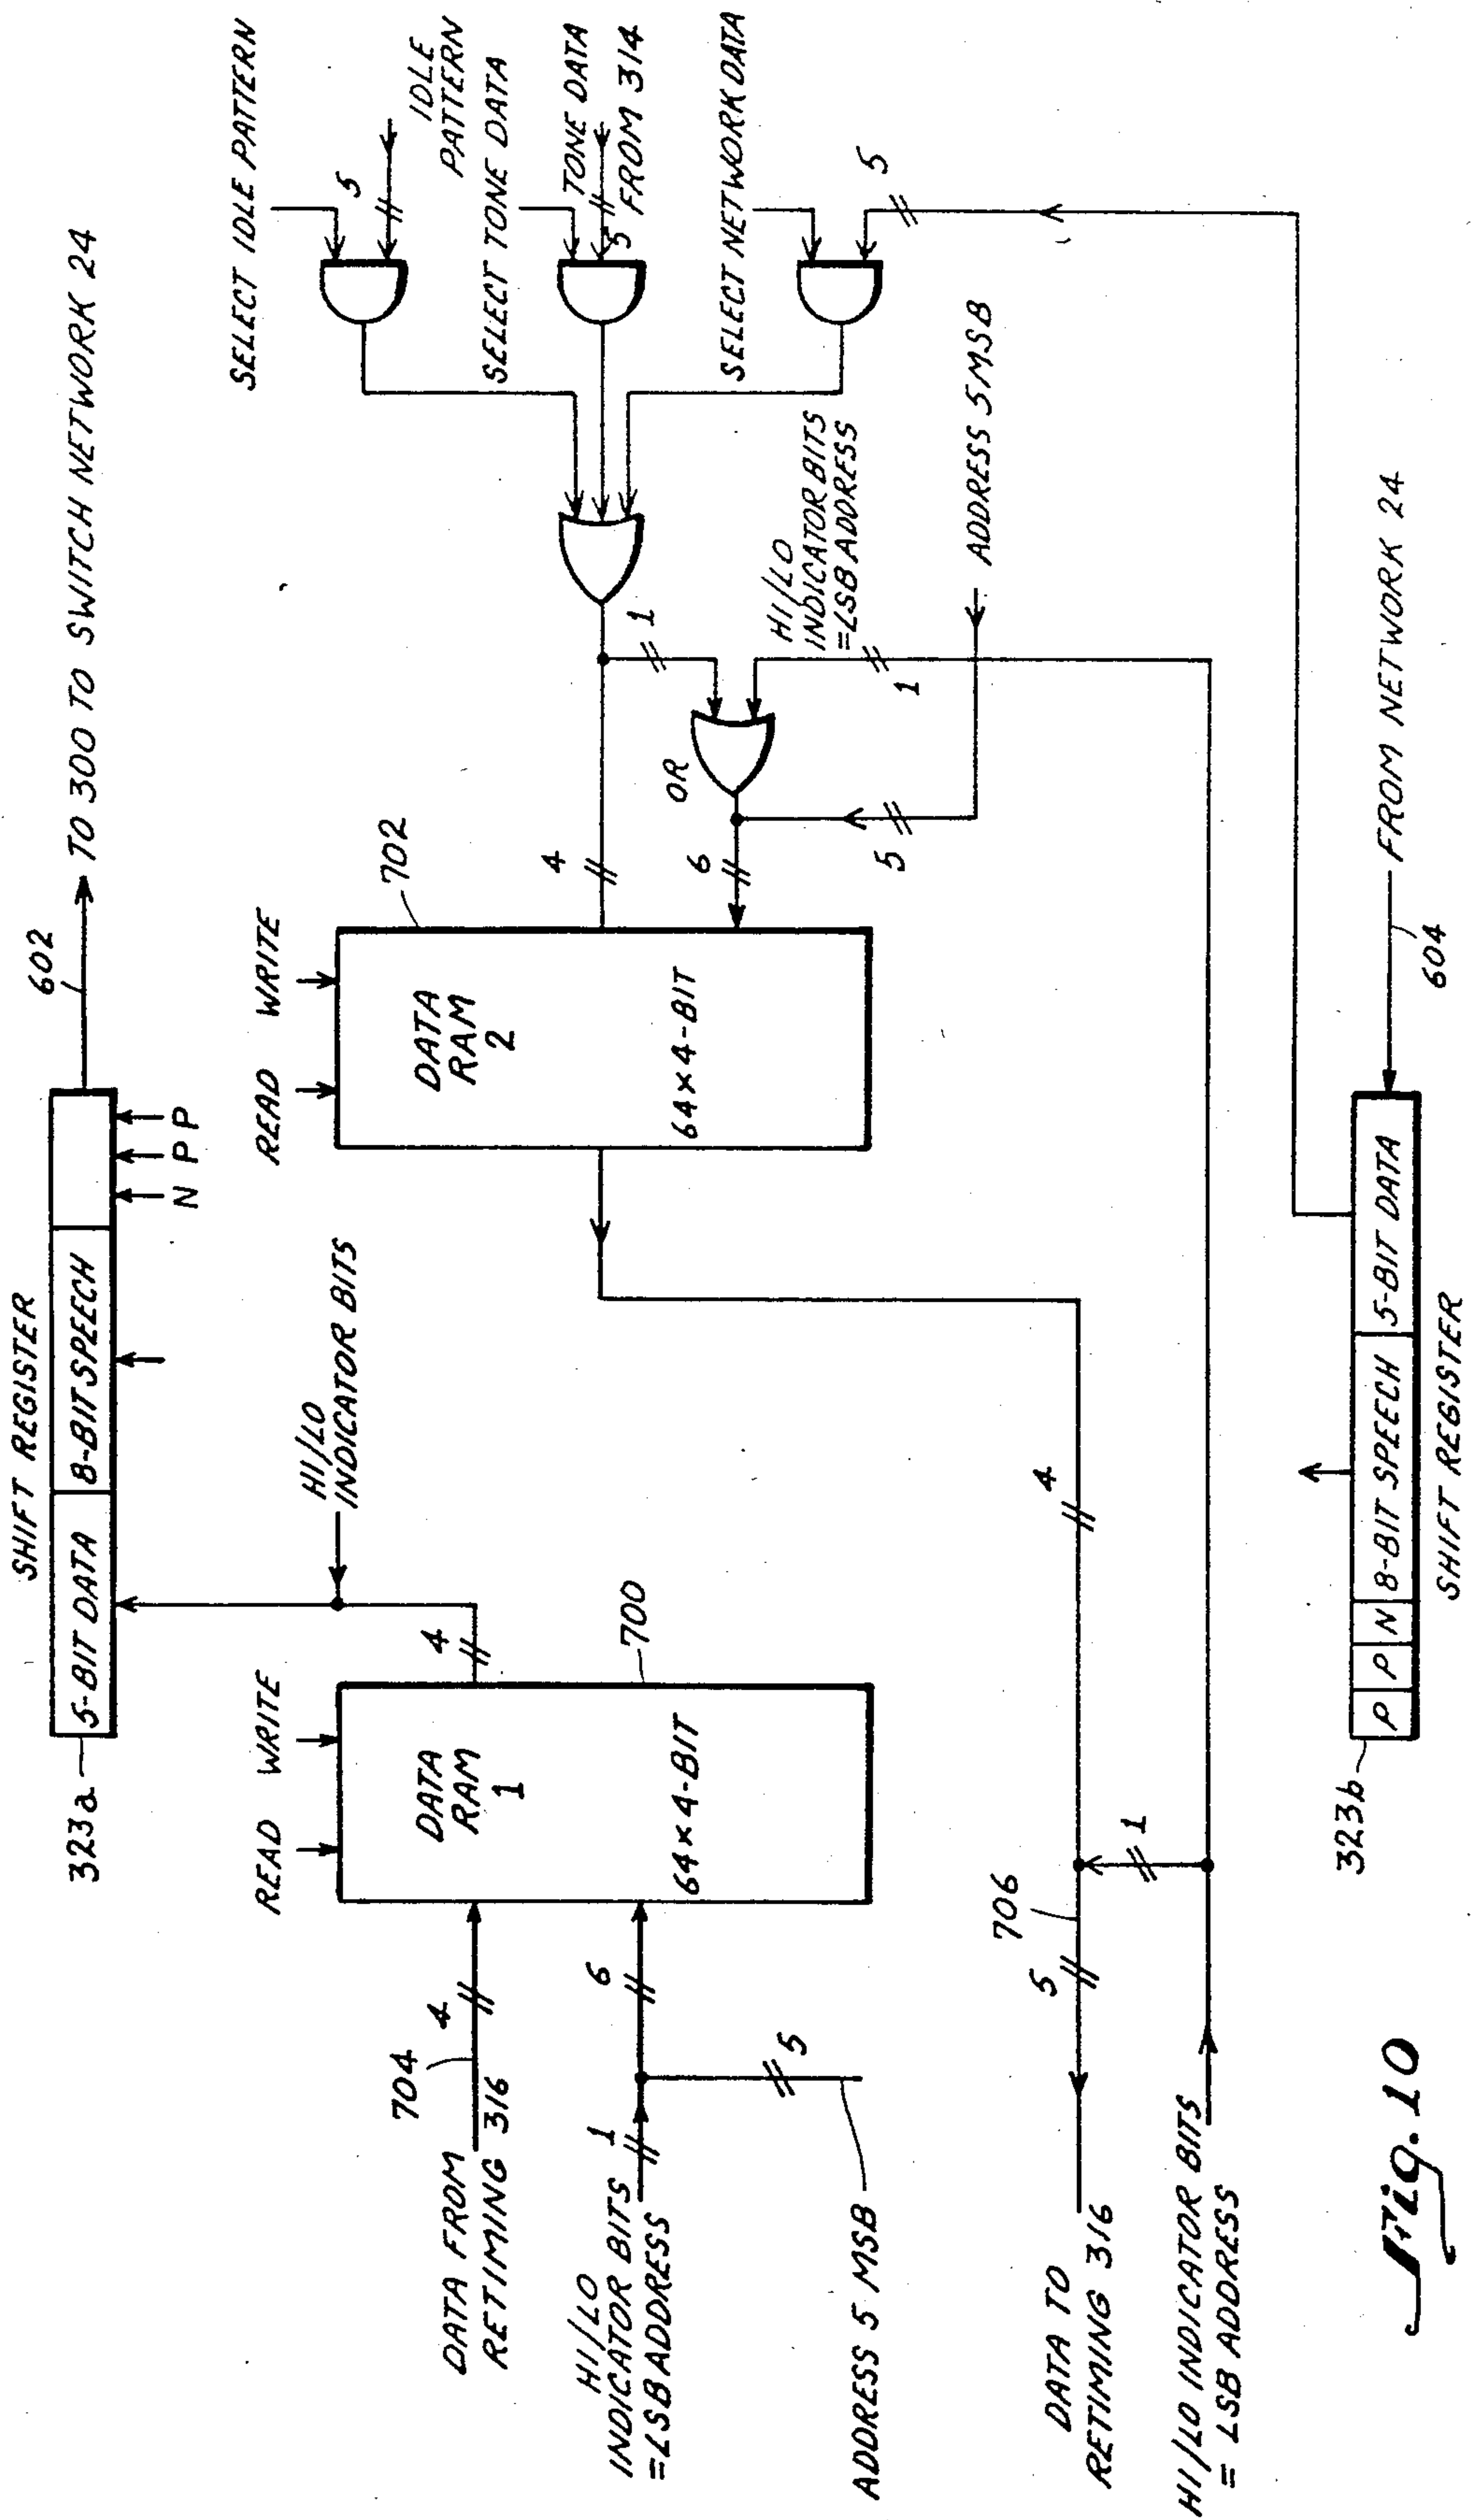 SHIFT REGISTER
323a
5-BIT DATA
8-BIT SPEECH
N P P
602
TO 300 TO SWITCH NETWORK 24
HI/LO
INDICATOR BITS
READ WRITE
READ WRITE
SELECT IDLE PATTERN
5
IDLE
PATTERN
SELECT TONE DATA
TONE DATA
5 FROM 314
SELECT NETWORK DATA
5
704
4
DATA FROM
RETIMING 316
HI/LO
INDICATOR BITS
=LSB ADDRESS
1
6
5
ADDRESS 5 MSB
DATA
RAM
1
64×4-BIT
4
700
DATA
RAM
2
64×4-BIT
702
4
6
OR
1
HI/LO
INDICATOR BITS
=LSB ADDRESS
1
5
ADDRESS 5 MSB
DATA TO
RETIMING 316
5
706
4
1
HI/LO INDICATOR BITS
= LSB ADDRESS
323b
P P N 8-BIT SPEECH 5-BIT DATA
SHIFT REGISTER
604
FROM NETWORK 24
Fig. 10